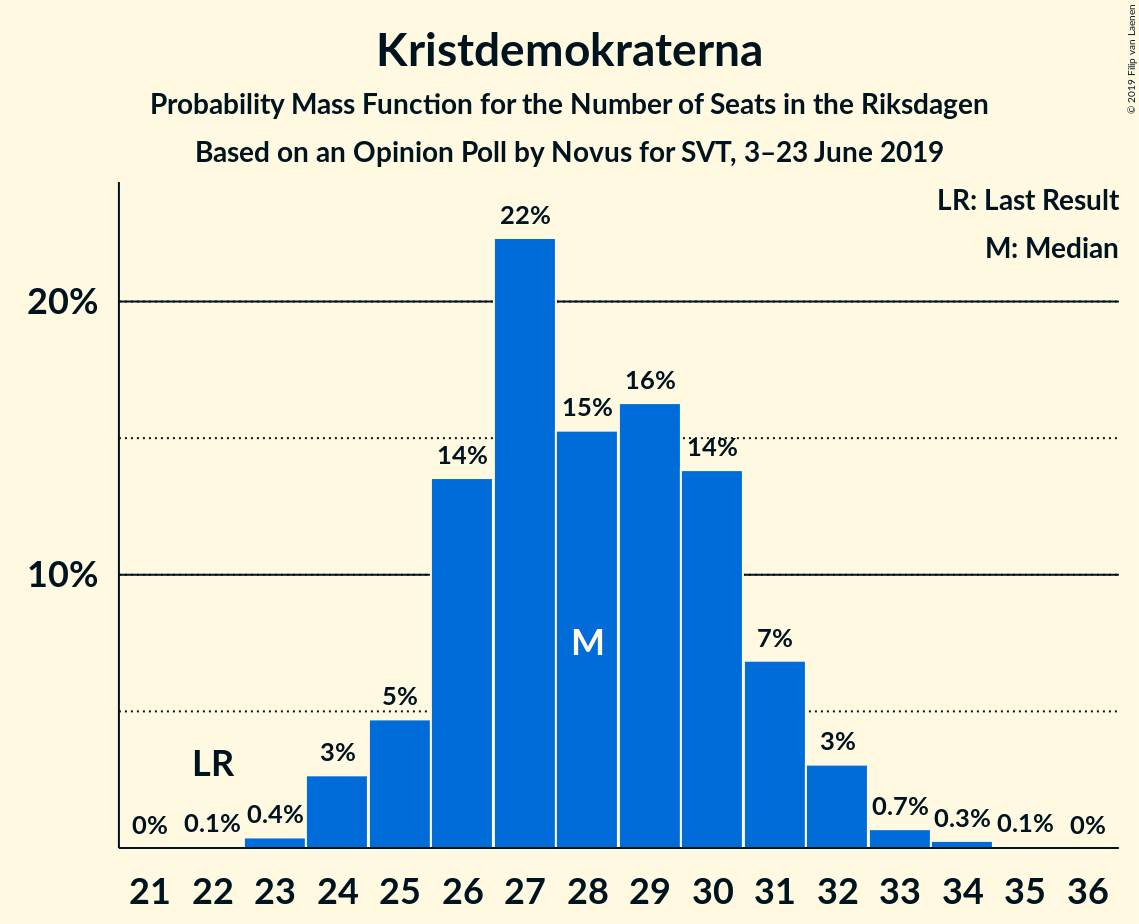 Kristdemokraterna
Probability Mass Function for the Number of Seats in the Riksdagen
Based on an Opinion Poll by Novus for SVT, 3–23 June 2019
© 2019 Filip van Laenen
LR: Last Result
M: Median
20%
10%
0% 0.1% 0.4% 3% 5% 14% 22% 15% 16% 14% 7% 3% 0.7% 0.3% 0.1% 0%
LR
M
21 22 23 24 25 26 27 28 29 30 31 32 33 34 35 36